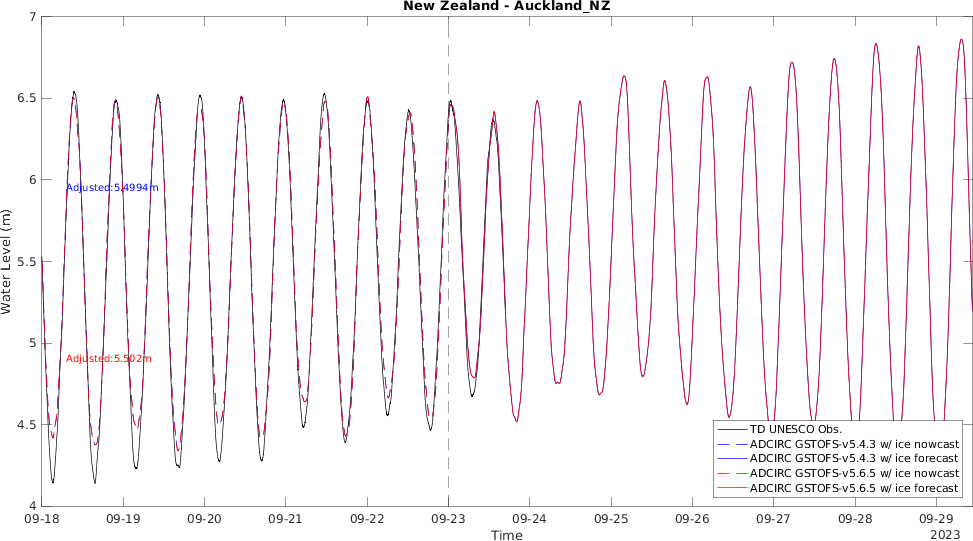 New Zealand - Auckland_NZ
7
6.5
6
5.5
5
4.5
4
Water Level (m)
Adjusted:5.4994m
Adjusted:5.502m
TD UNESCO Obs.
ADCIRC GSTOFS-v5.4.3 w/ ice nowcast
ADCIRC GSTOFS-v5.4.3 w/ ice forecast
ADCIRC GSTOFS-v5.6.5 w/ ice nowcast
ADCIRC GSTOFS-v5.6.5 w/ ice forecast
09-18 09-19 09-20 09-21 09-22 09-23 09-24 09-25 09-26 09-27 09-28 09-29
2023
Time